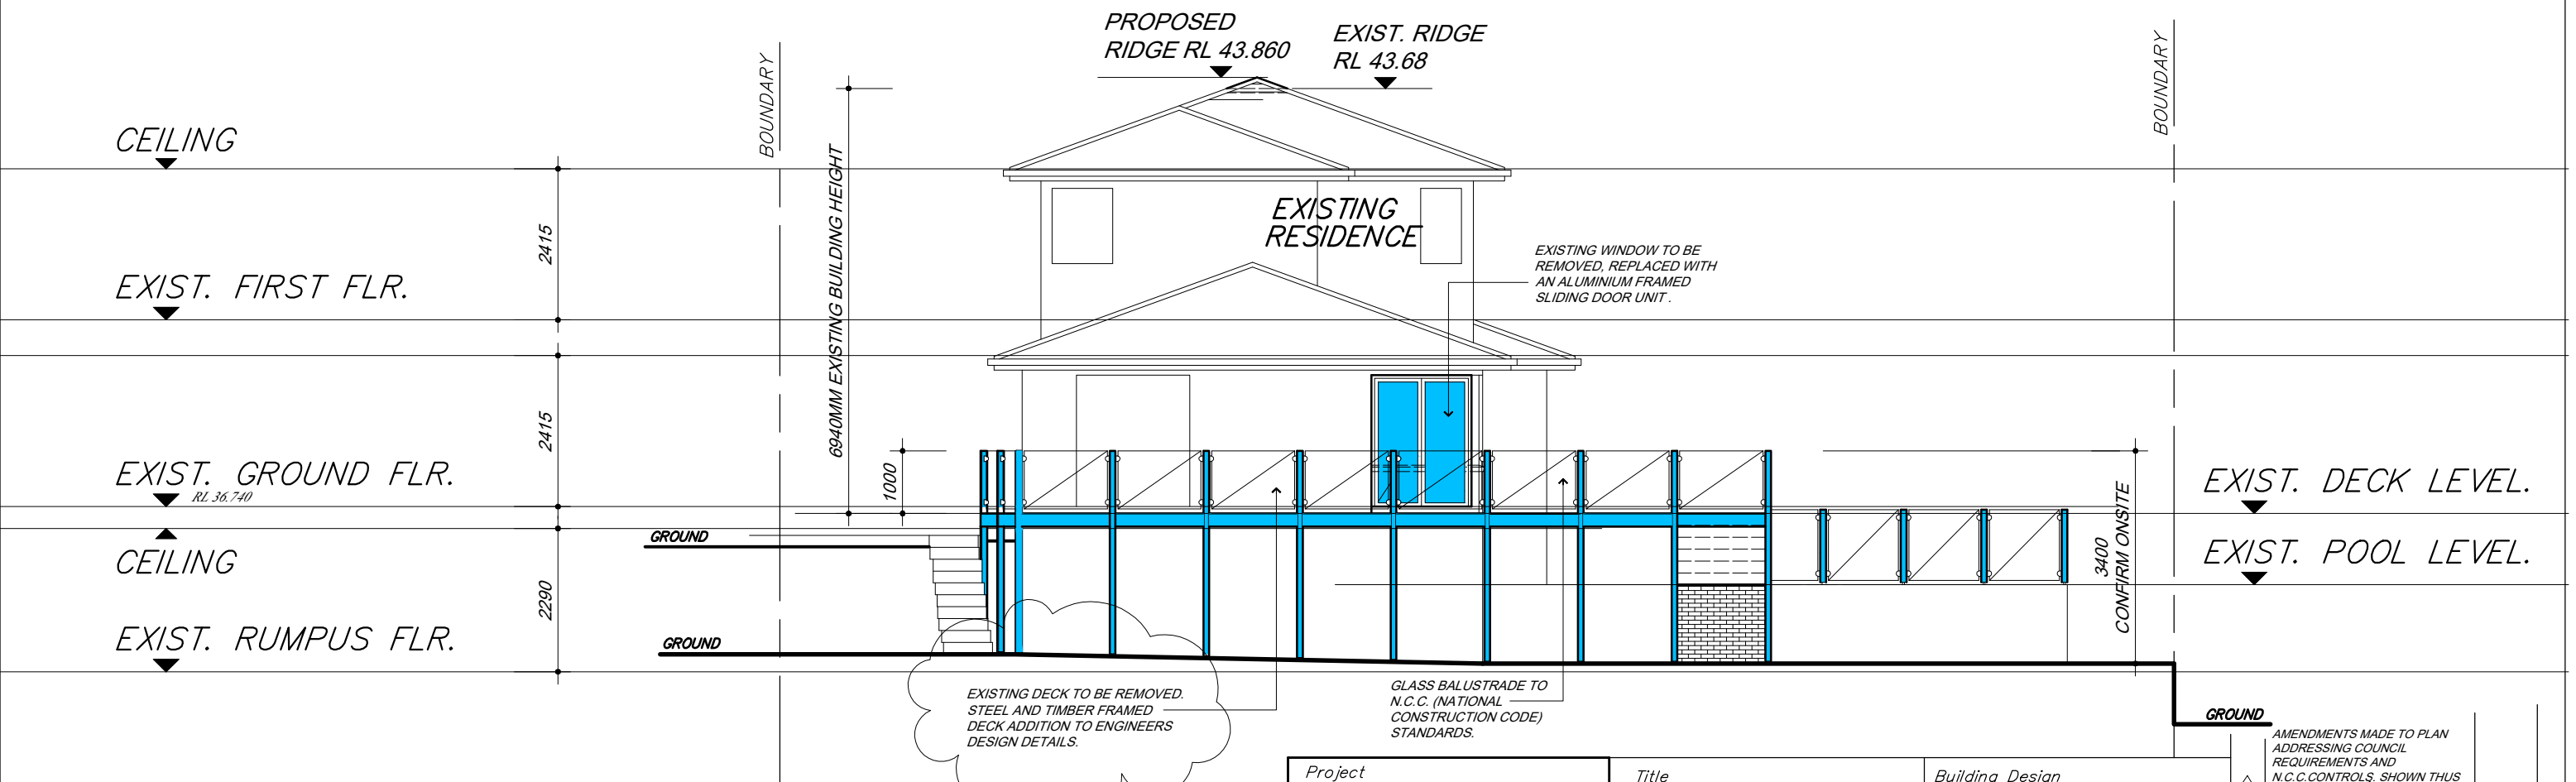 PROPOSED
RIDGE RL 43.860
EXIST. RIDGE
RL 43.68
BOUNDARY
BOUNDARY
CEILING
2415
6940MM EXISTING BUILDING HEIGHT
EXISTING
RESIDENCE
EXISTING WINDOW TO BE
REMOVED, REPLACED WITH
AN ALUMINIUM FRAMED
SLIDING DOOR UNIT .
EXIST. FIRST FLR.
2415
EXIST. GROUND FLR.
RL 36.740
1000
EXIST. DECK LEVEL.
GROUND
CEILING
EXIST. POOL LEVEL.
3400
CONFIRM ONSITE
2290
EXIST. RUMPUS FLR.
GROUND
EXISTING DECK TO BE REMOVED.
STEEL AND TIMBER FRAMED
DECK ADDITION TO ENGINEERS
DESIGN DETAILS.
GLASS BALUSTRADE TO
N.C.C. (NATIONAL
CONSTRUCTION CODE)
STANDARDS.
GROUND
AMENDMENTS MADE TO PLAN
ADDRESSING COUNCIL
REQUIREMENTS AND
N.C.C.CONTROLS, SHOWN THUS
Project
Title
Building Design